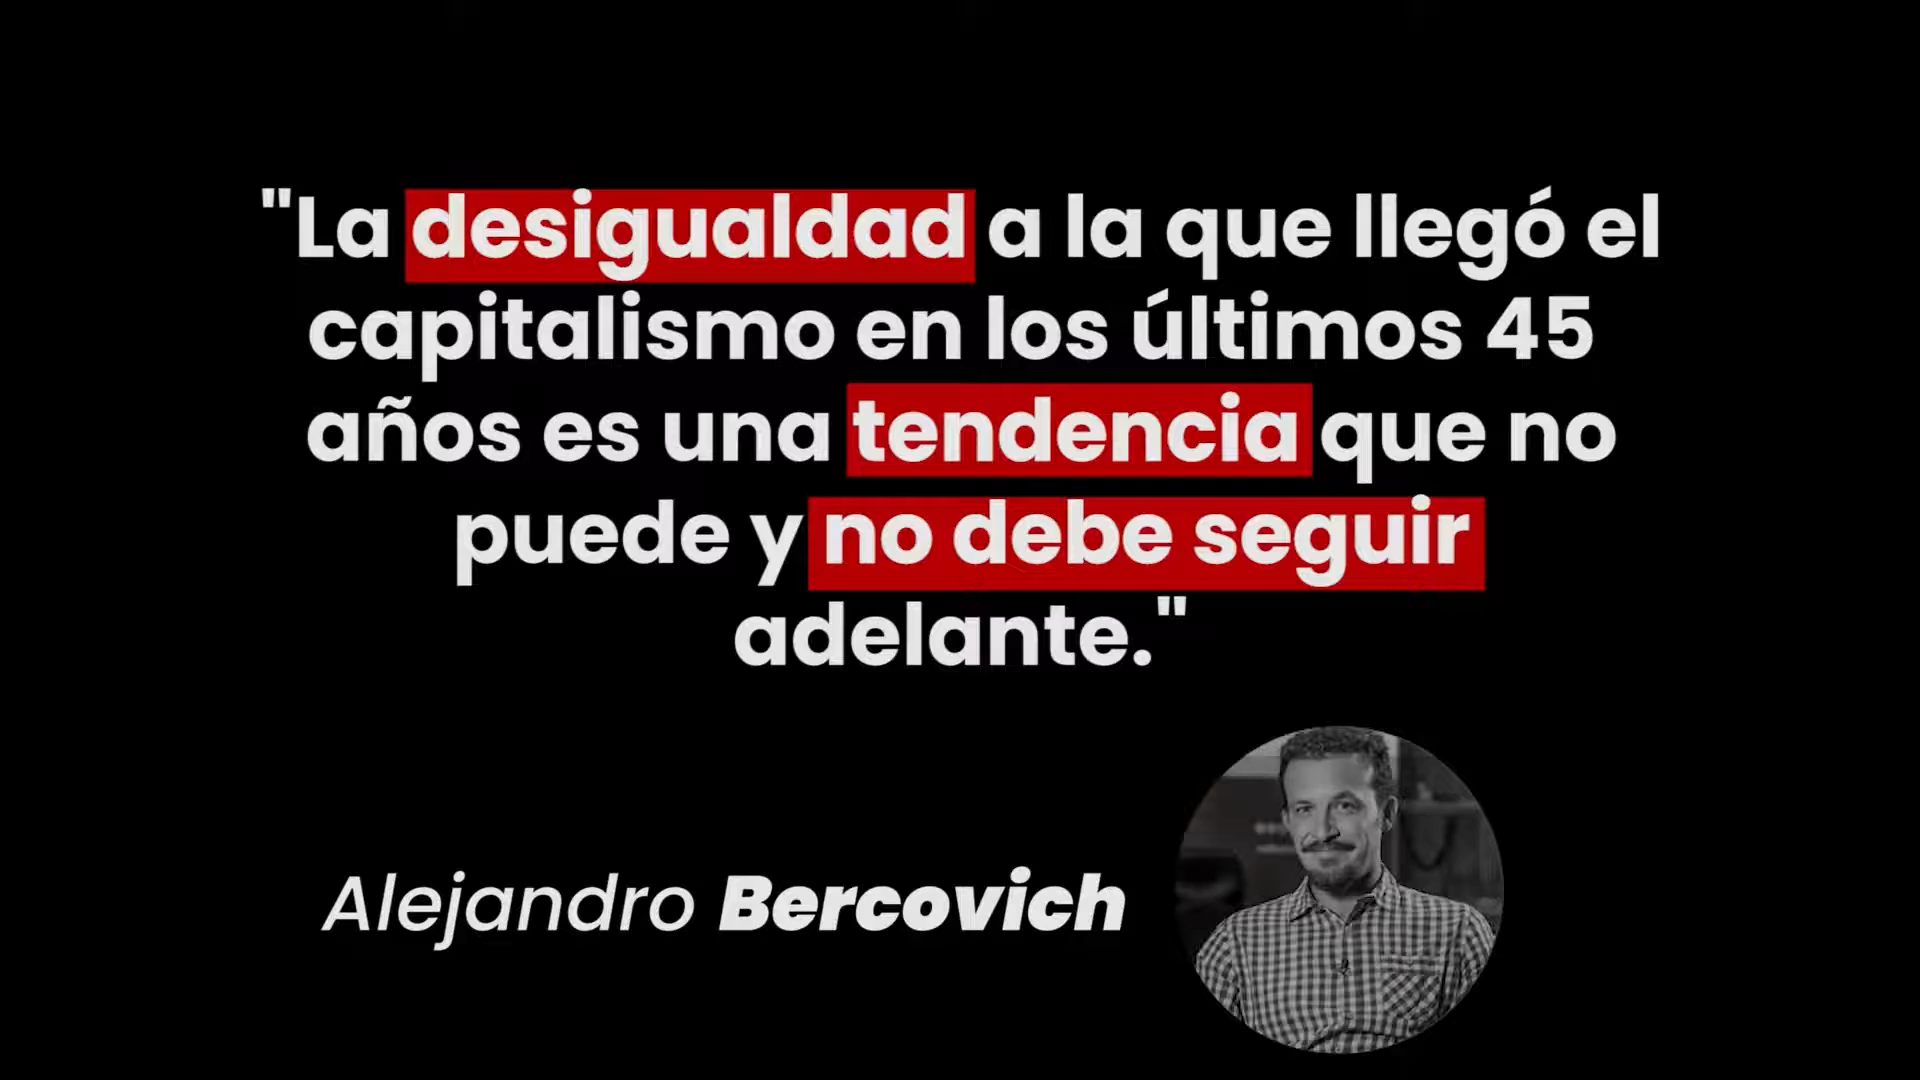 "La desigualdad a la que llegó el
capitalismo en los últimos 45
años es una tendencia que no
puede y no debe seguir
adelante."
Alejandro Bercovich